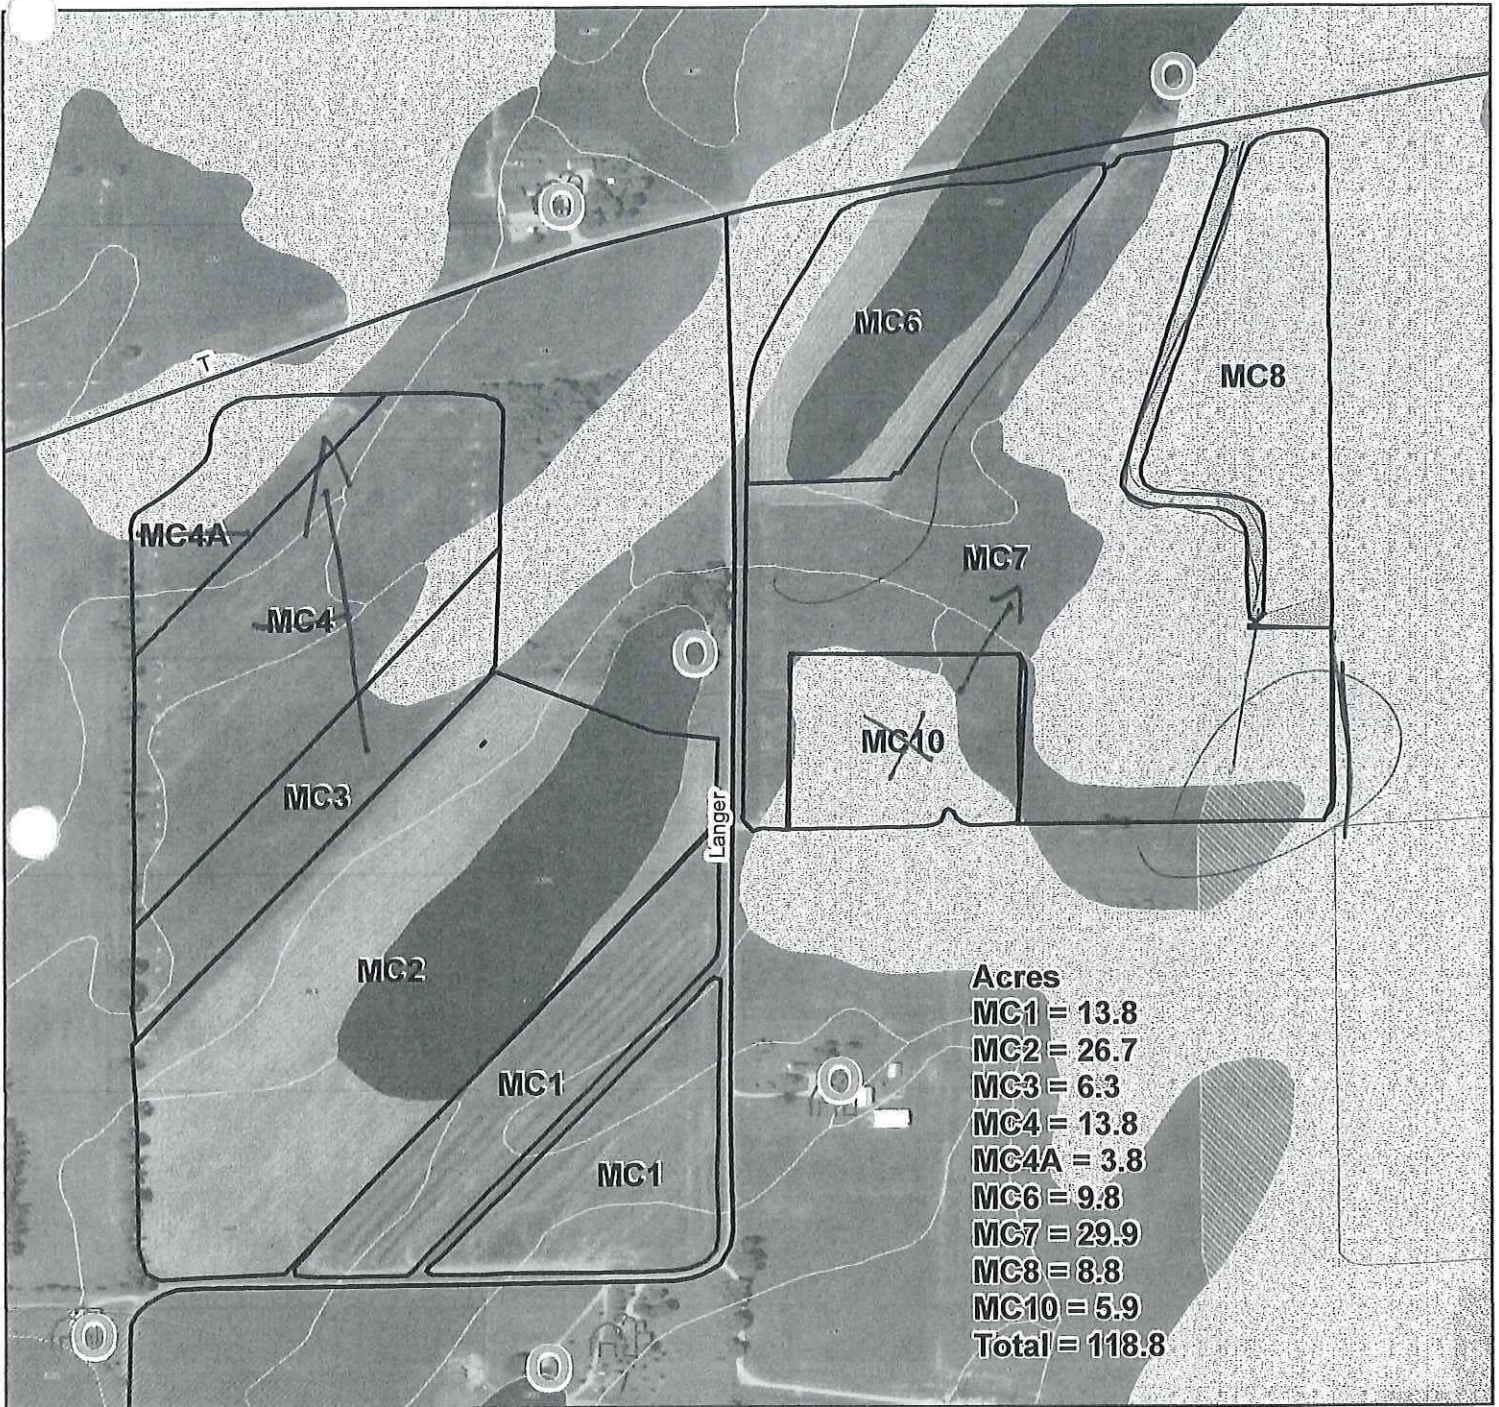 T
MC6
MC8
MC4A
MC7
MC4
MC10
MC3
Langer
MC2
MC1
MC1
Acres
MC1 = 13.8
MC2 = 26.7
MC3 = 6.3
MC4 = 13.8
MC4A = 3.8
MC6 = 9.8
MC7 = 29.9
MC8 = 8.8
MC10 = 5.9
Total = 118.8